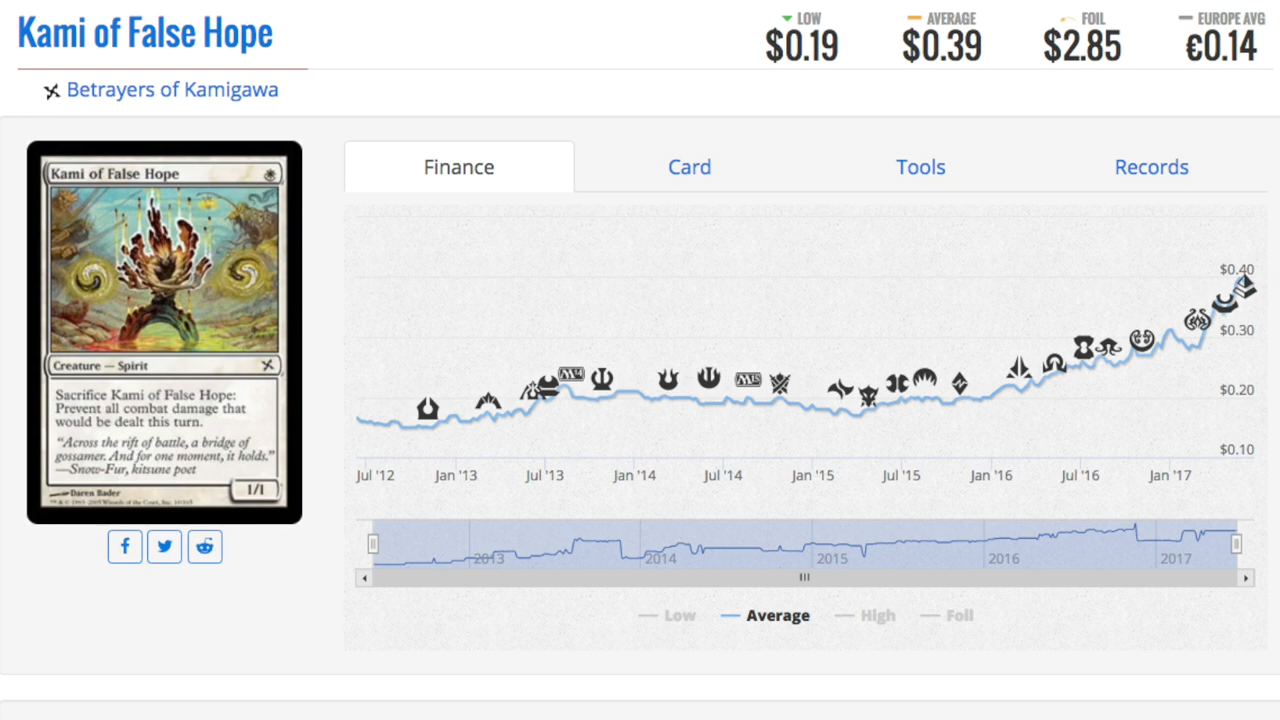 Kami of False Hope
LOW
$0.19
AVERAGE
$0.39
FOIL
$2.85
EUROPE AVG
€0.14
Betrayers of Kamigawa
Kami of False Hope
Creature — Spirit
Sacrifice Kami of False Hope:
Prevent all combat damage that
would be dealt this turn.
"Across the rift of battle, a bridge of
gossamer. And for one moment, it holds."
—Snow-Fur, kitsune poet
1/1
Daren Bader
Finance
Card
Tools
Records
M14
M15
$0.40
$0.30
$0.20
$0.10
Jul '12
Jan '13
Jul '13
Jan '14
Jul '14
Jan '15
Jul '15
Jan '16
Jul '16
Jan '17
2013
2014
2015
2016
2017
Low
Average
High
Foil